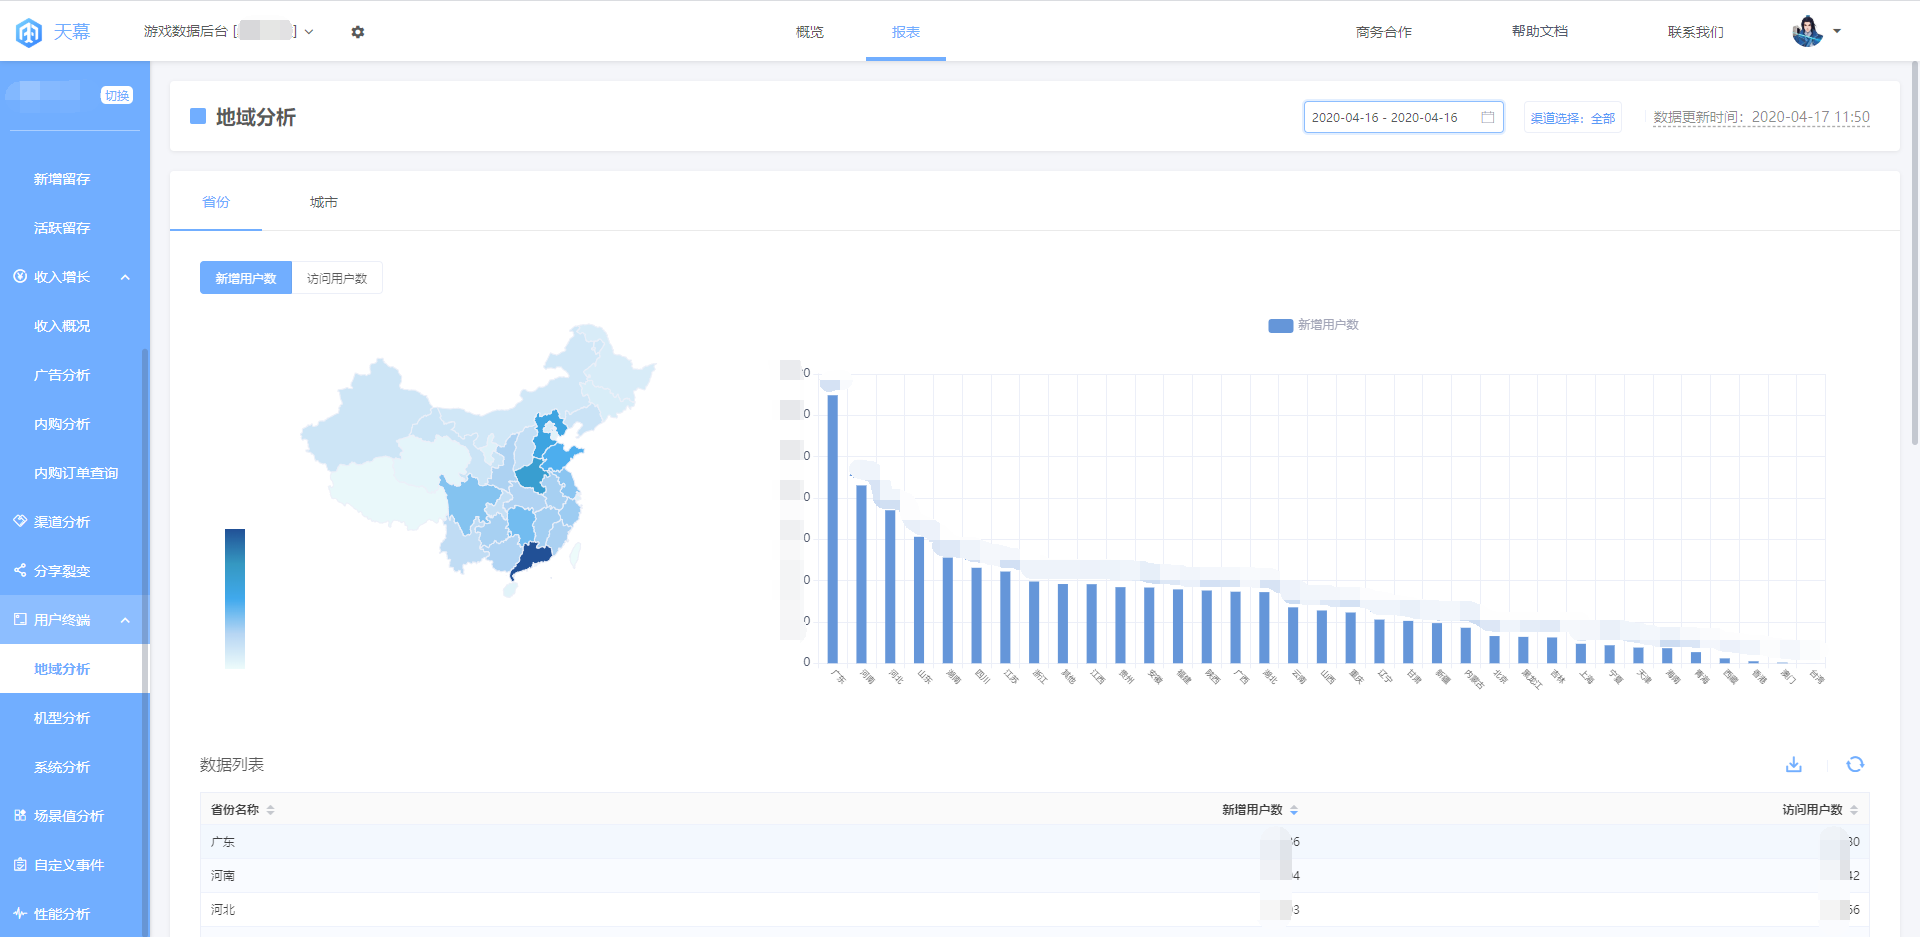 天幕
游戏数据后台 [ ]
概览
报表
商务合作
帮助文档
联系我们
切换
新增留存
活跃留存
收入增长
收入概况
广告分析
内购分析
内购订单查询
渠道分析
分享裂变
用户终端
地域分析
机型分析
系统分析
场景值分析
自定义事件
性能分析
地域分析
2020-04-16 - 2020-04-16
渠道选择：全部
数据更新时间：2020-04-17 11:50
省份
城市
新增用户数
访问用户数
新增用户数
0
0
0
0
0
0
0
0
广东
河南
河北
山东
湖南
四川
江苏
浙江
其他
江西
贵州
安徽
福建
陕西
广西
湖北
云南
山西
重庆
辽宁
甘肃
新疆
内蒙古
北京
黑龙江
吉林
上海
宁夏
天津
海南
青海
西藏
香港
澳门
台湾
数据列表
省份名称 新增用户数 访问用户数
广东 6 30
河南 4 42
河北 3 56